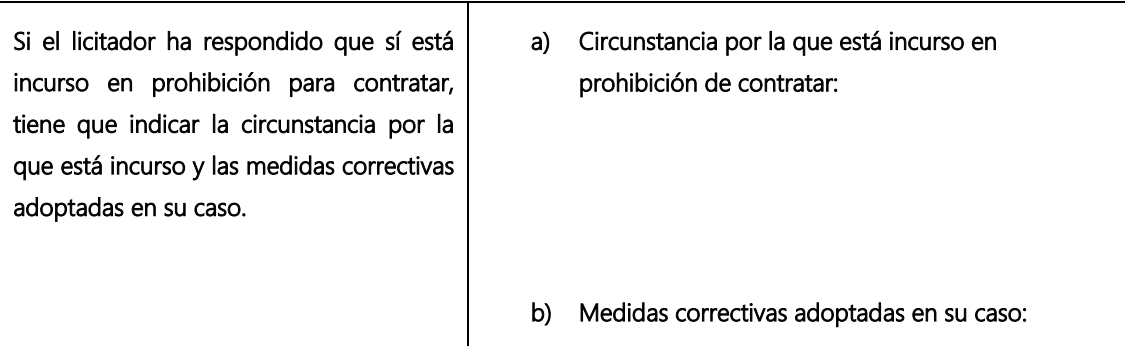 Si el licitador ha respondido que sí está
incurso en prohibición para contratar,
tiene que indicar la circunstancia por la
que está incurso y las medidas correctivas
adoptadas en su caso.
a) Circunstancia por la que está incurso en
prohibición de contratar:
b) Medidas correctivas adoptadas en su caso: